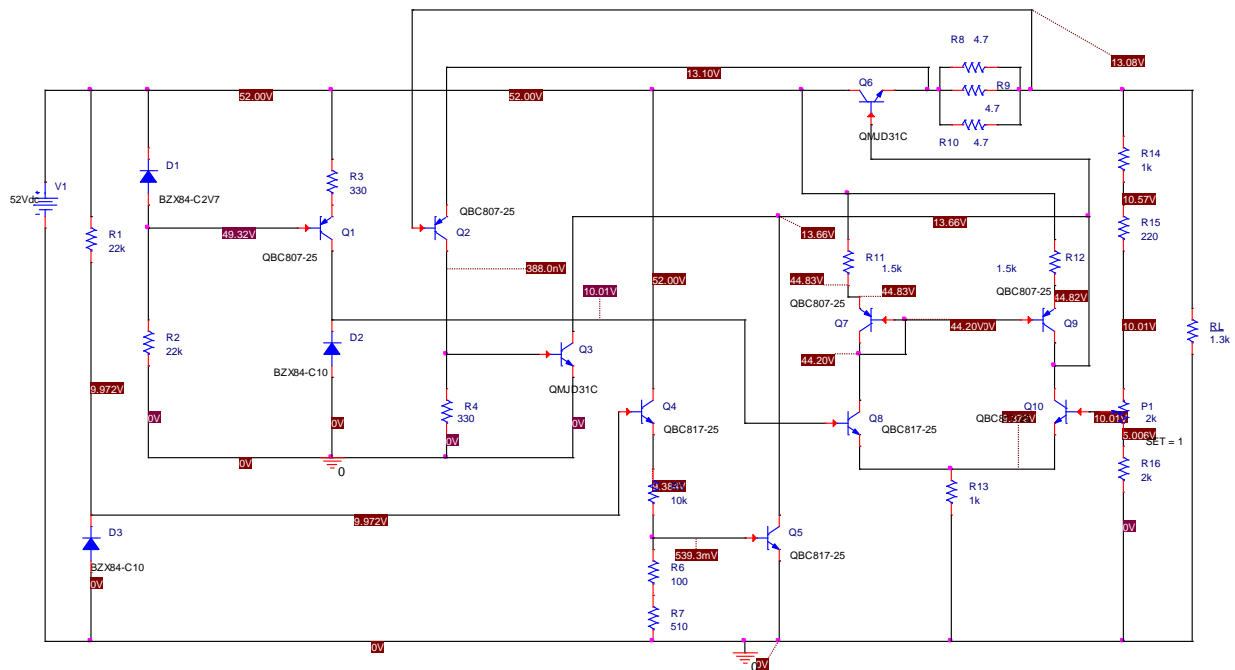 R8 4.7
13.08V
13.10V
Q6
R9
52.00V
52.00V
4.7
QMJD31C
R10
4.7
D1
R14
1k
V1
52Vdc
R3
330
BZX84-C2V7
10.57V
QBC807-25
R15
220
R1
22k
49.32V
Q1
Q2
13.66V
13.66V
QBC807-25
R11
1.5k
1.5k
R12
388.0nV
52.00V
44.83V
44.83V
44.82V
10.01V
QBC807-25
QBC807-25
Q7
44.20V
0V
Q9
10.01V
RL
1.3k
R2
22k
D2
Q3
44.20V
BZX84-C10
QMJD31C
9.972V
R4
330
Q4
Q10
P1
2k
0V
0V
0V
0V
QBC817-25
Q8
QBC817-25
10.01V
5.006V
SET = 1
0V
0
R16
2k
10k
R13
1k
9.972V
D3
Q5
0V
539.3mV
QBC817-25
BZX84-C10
R6
100
0V
R7
510
0V
0
0V